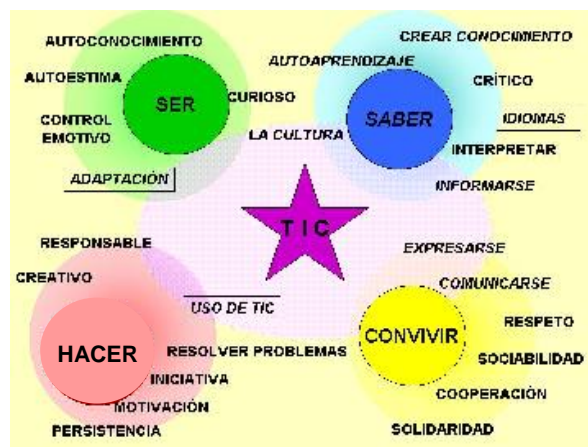 AUTOCONOCIMIENTO
AUTOESTIMA
SER
CURIOSO
CONTROL
EMOTIVO
ADAPTACIÓN
CREAR CONOCIMIENTO
AUTOAPRENDIZAJE
CRÍTICO
SABER
IDIOMAS
LA CULTURA
INTERPRETAR
INFORMARSE
TIC
RESPONSABLE
CREATIVO
USO DE TIC
HACER
RESOLVER PROBLEMAS
INICIATIVA
MOTIVACIÓN
PERSISTENCIA
EXPRESARSE
COMUNICARSE
RESPETO
CONVIVIR
SOCIABILIDAD
COOPERACIÓN
SOLIDARIDAD